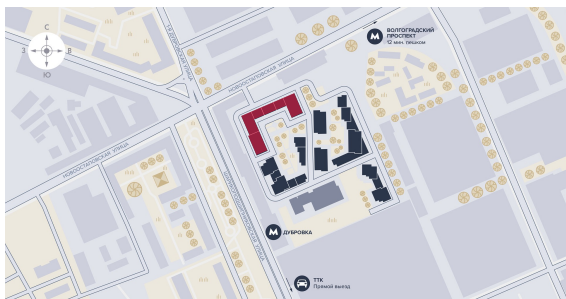 С
З
В
Ю
ВОЛГОГРАДСКИЙ
ПРОСПЕКТ
12 мин. пешком
НОВООСТАПОВСКАЯ УЛИЦА
НОВООСТАПОВСКАЯ УЛИЦА
М
ДУБРОВКА
ТТК
Прямой выезд